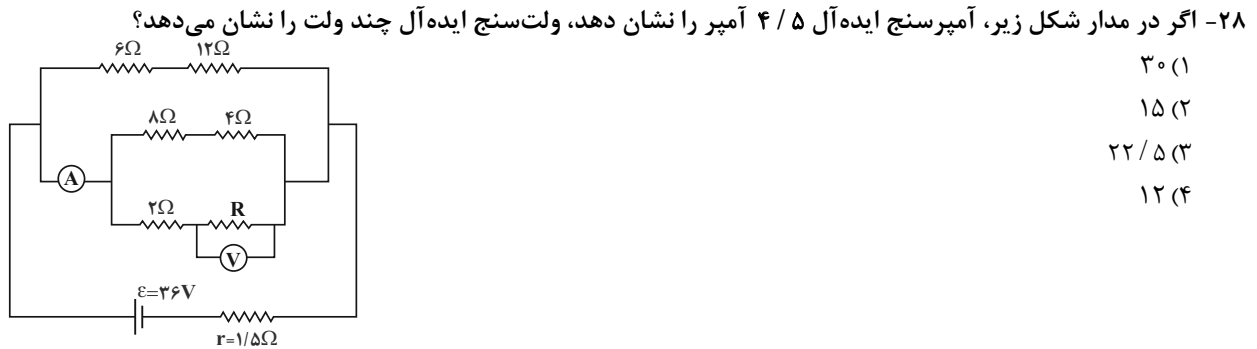 ۲۸- اگر در مدار شکل زیر، آمپرسنج ایده‌آل ۴/۵ آمپر را نشان دهد، ولت‌سنج ایده‌آل چند ولت را نشان می‌دهد؟
۱) ۳۰
۲) ۱۵
۳) ۲۲/۵
۴) ۱۲
۶Ω ۱۲Ω
۸Ω ۴Ω
A
۲Ω R
V
ε=۳۶V
r=۱/۵Ω